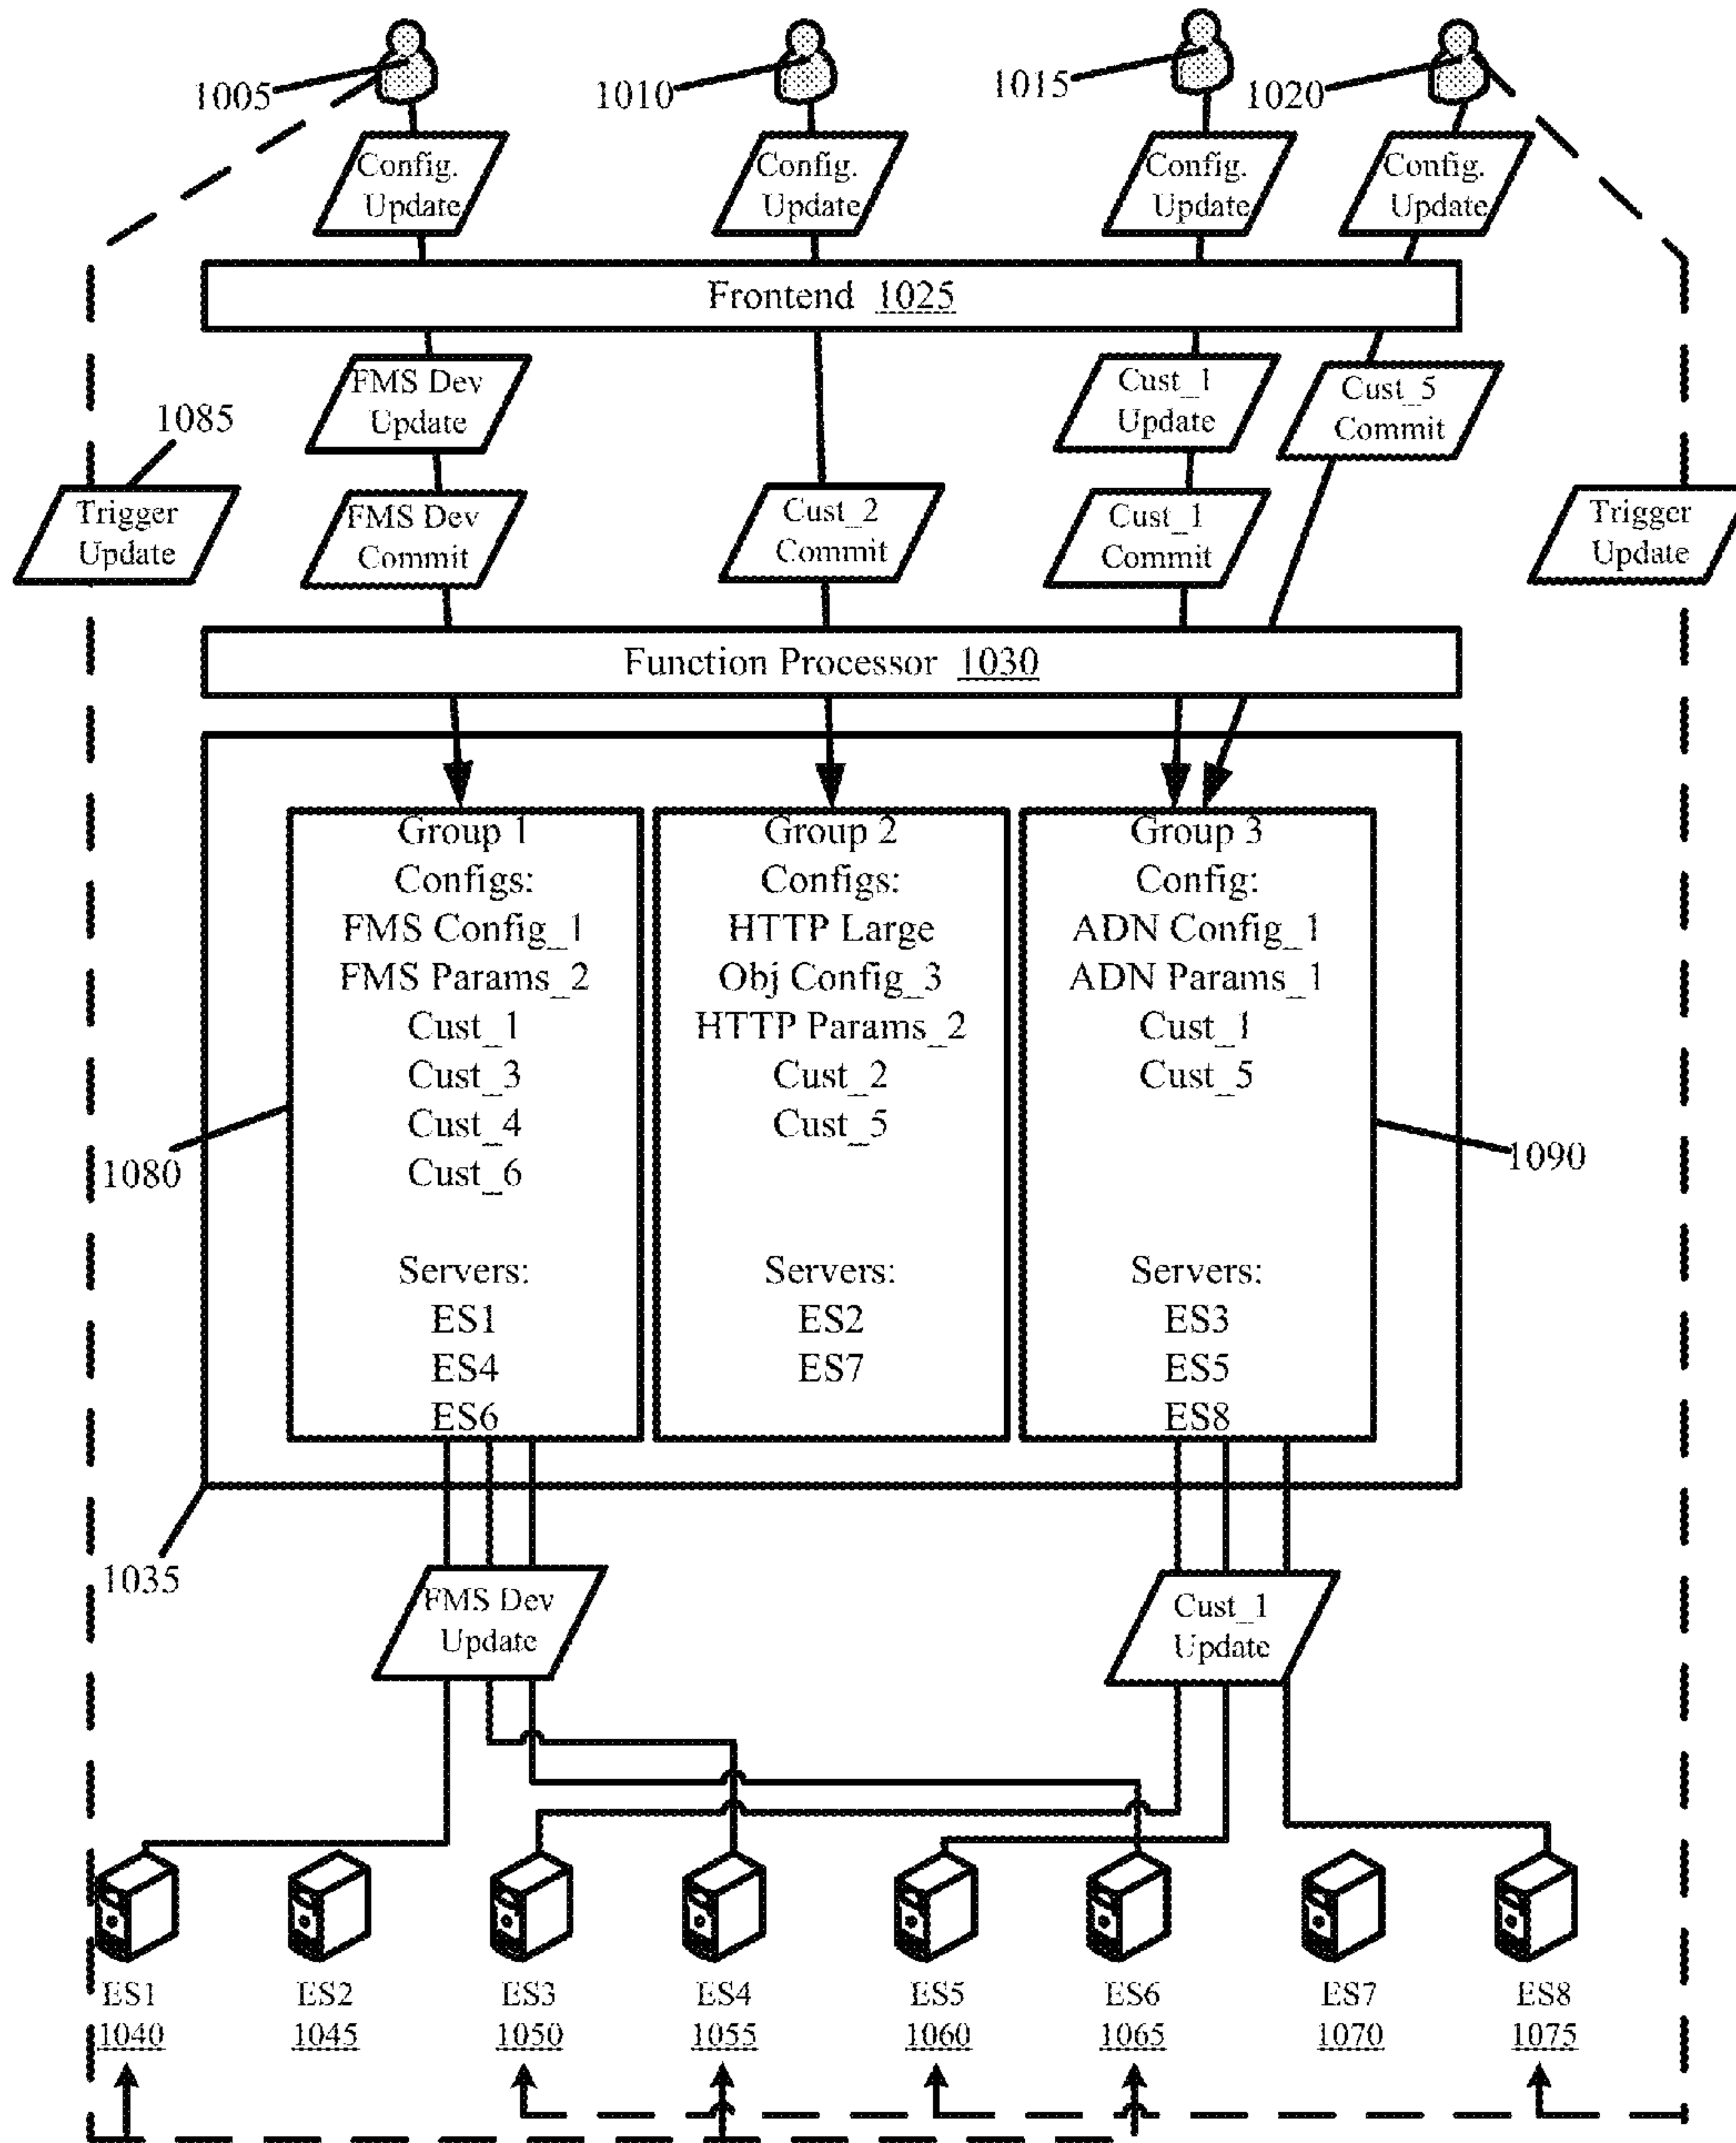 1005
1010
1015
1020
Config.
Update
Config.
Update
Config.
Update
Config.
Update
Frontend 1025
FMS Dev
Update
Cust_1
Update
Cust_5
Commit
1085
Trigger
Update
FMS Dev
Commit
Cust_2
Commit
Cust_1
Commit
Trigger
Update
Function Processor 1030
Group 1
Configs:
FMS Config_1
FMS Params_2
Cust_1
Cust_3
Cust_4
Cust_6
Servers:
ES1
ES4
ES6
Group 2
Configs:
HTTP Large
Obj Config_3
HTTP Params_2
Cust_2
Cust_5
Servers:
ES2
ES7
Group 3
Config:
ADN Config_1
ADN Params_1
Cust_1
Cust_5
Servers:
ES3
ES5
ES8
1080
1090
1035
FMS Dev
Update
Cust_1
Update
ES1
1040
ES2
1045
ES3
1050
ES4
1055
ES5
1060
ES6
1065
ES7
1070
ES8
1075